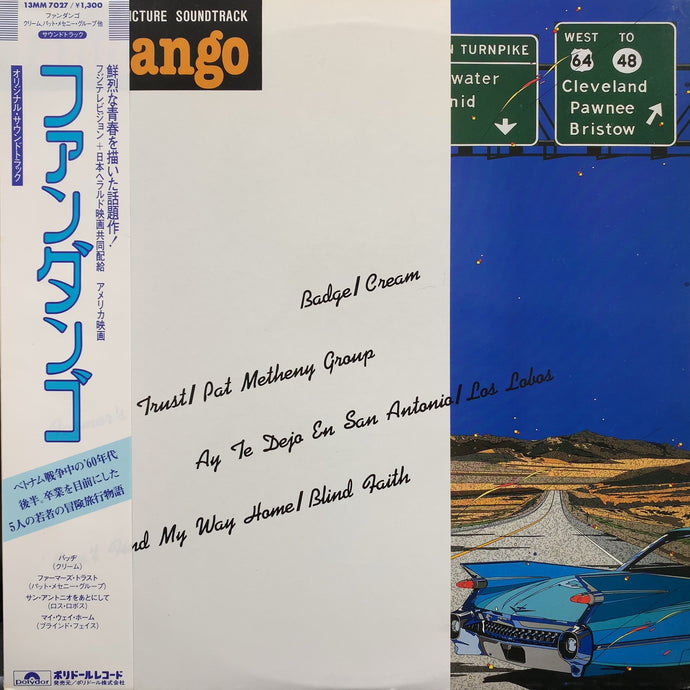 13MM 7027/¥1,300
ファンダンゴ
クリーム、パット・メセニー・グループ他
サウンドトラック
オリジナル・サウンドトラック
ファンダンゴ
鮮烈な青春を描いた話題作!
フジテレビジョン+日本ヘラルド映画共同配給 アメリカ映画
ベトナム戦争中の'60年代
後半、卒業を目前にした
5人の若者の冒険旅行物語
バッヂ
(クリーム)
ファーマーズ・トラスト
(パット・メセニー・グループ)
サン・アントニオをあとにして
(ロス・ロボス)
マイ・ウェイ・ホーム
(ブラインド・フェイス)
polydor
ポリドールレコード
発売元/ポリドール株式会社
ICTURE SOUNDTRACK
ango
Badge/Cream
Trust/Pat Metheny Group
Ay Te Dejo En San Antonio/Los Lobos
nd My Way Home/Blind Faith
N TURNPIKE
water
nid
WEST TO
64 48
Cleveland
Pawnee
Bristow